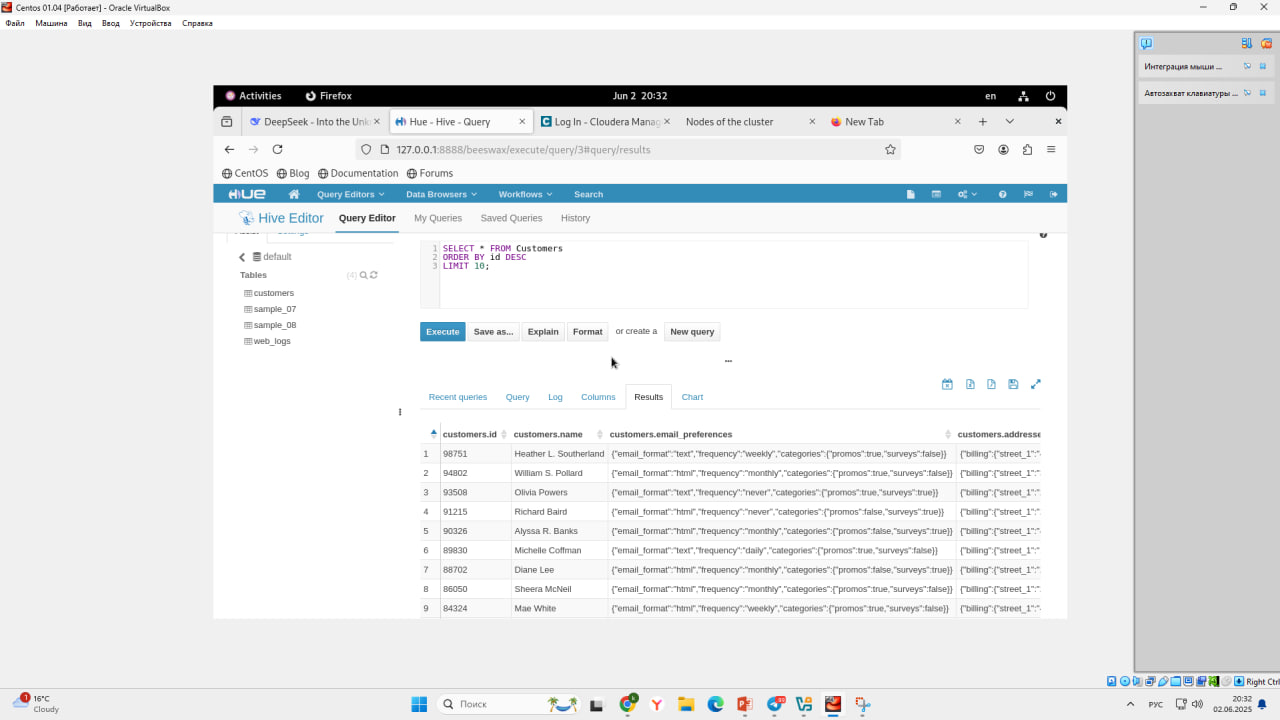 Centos 01.04 [Работает] - Oracle VirtualBox
Файл Машина Вид Ввод Устройства Справка
Интеграция мыши ...
Автозахват клавиатуры ...
Activities Firefox Jun 2 20:32 en
DeepSeek - Into the Unk Hue - Hive - Query Log In - Cloudera Manag Nodes of the cluster New Tab
127.0.0.1:8888/beeswax/execute/query/3#query/results
CentOS Blog Documentation Forums
HUE Query Editors Data Browsers Workflows Search
Hive Editor Query Editor My Queries Saved Queries History
default
Tables (4)
customers
sample_07
sample_08
web_logs
1 SELECT * FROM Customers
2 ORDER BY id DESC
3 LIMIT 10;
Execute Save as... Explain Format or create a New query
...
Recent queries Query Log Columns Results Chart
customers.id customers.name customers.email_preferences customers.addresse
1 98751 Heather L. Southerland {"email_format":"text","frequency":"weekly","categories":{"promos":true,"surveys":false}} {"billing":{"street_1":"
2 94802 William S. Pollard {"email_format":"html","frequency":"monthly","categories":{"promos":true,"surveys":false}} {"billing":{"street_1":"
3 93508 Olivia Powers {"email_format":"text","frequency":"never","categories":{"promos":true,"surveys":true}} {"billing":{"street_1":"
4 91215 Richard Baird {"email_format":"html","frequency":"never","categories":{"promos":false,"surveys":true}} {"billing":{"street_1":"
5 90326 Alyssa R. Banks {"email_format":"html","frequency":"monthly","categories":{"promos":false,"surveys":true}} {"billing":{"street_1":"
6 89830 Michelle Coffman {"email_format":"text","frequency":"daily","categories":{"promos":true,"surveys":false}} {"billing":{"street_1":"
7 88702 Diane Lee {"email_format":"html","frequency":"monthly","categories":{"promos":false,"surveys":true}} {"billing":{"street_1":"
8 86050 Sheera McNeil {"email_format":"html","frequency":"monthly","categories":{"promos":true,"surveys":false}} {"billing":{"street_1":"
9 84324 Mae White {"email_format":"html","frequency":"weekly","categories":{"promos":true,"surveys":false}} {"billing":{"street_1":"
Right Ctrl
1 16°C
Cloudy
Поиск
РУС
20:32
02.06.2025